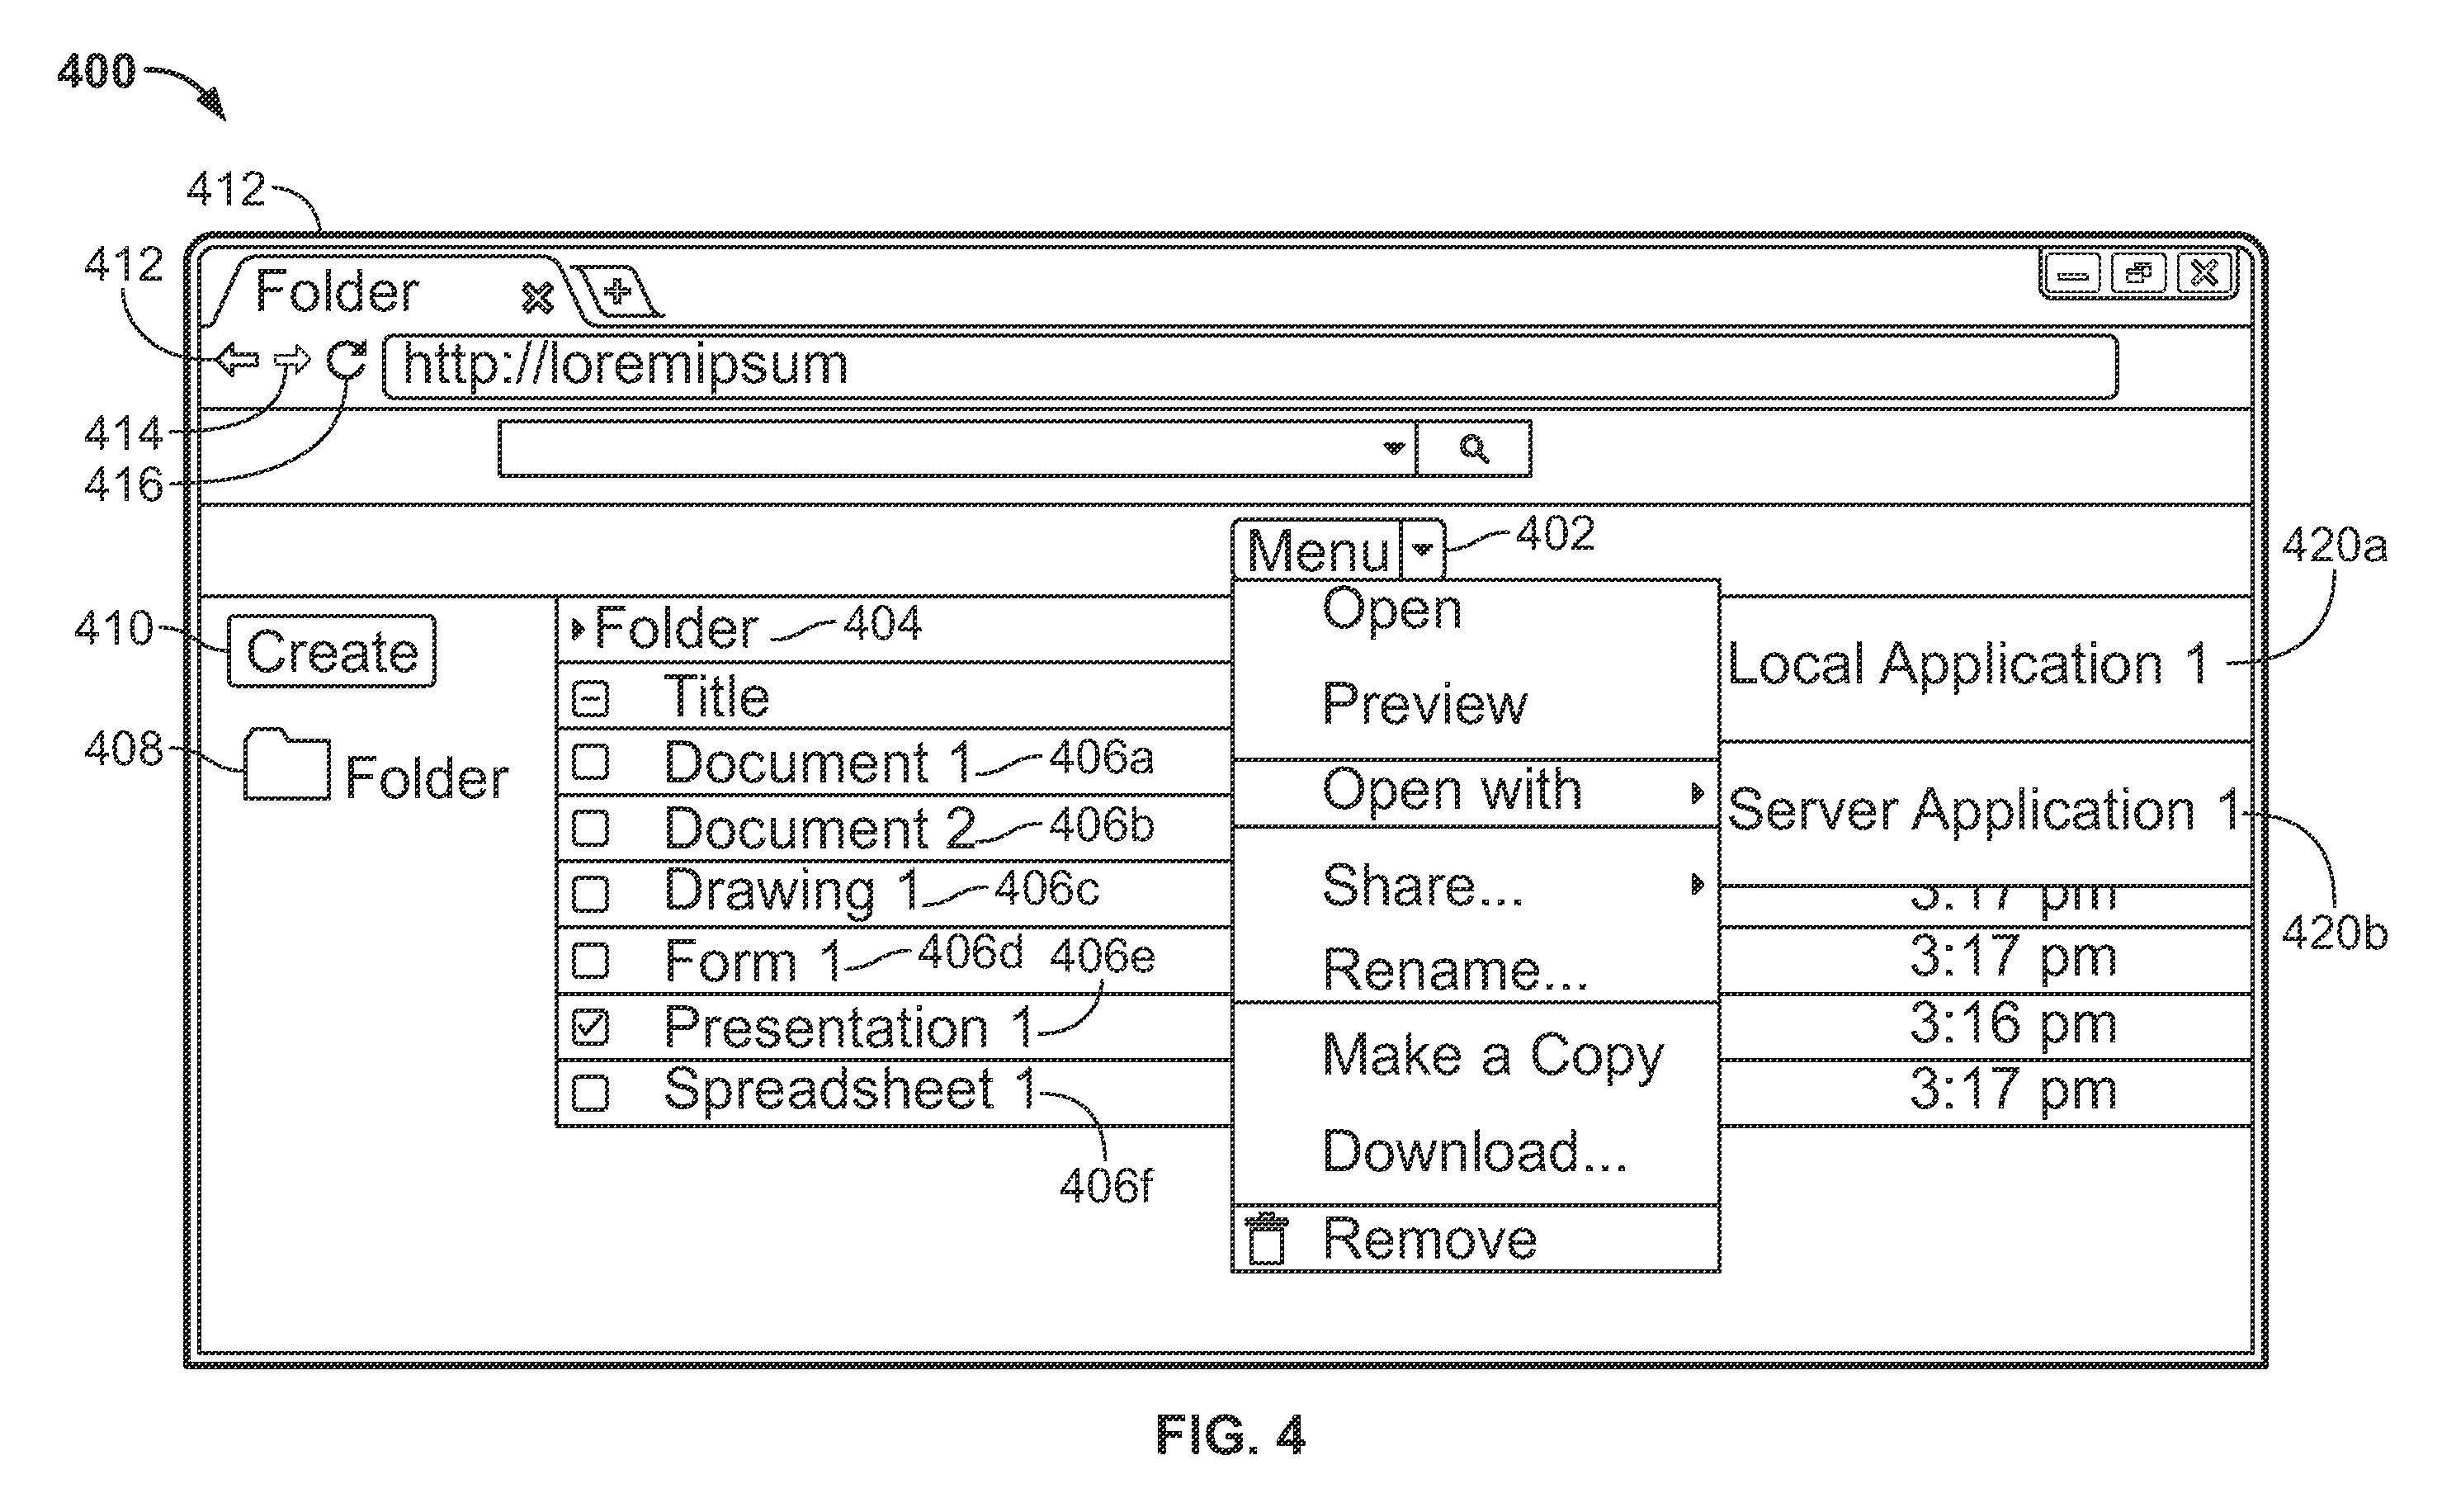 400
412
412
Folder
http://loremipsum
414
416
Menu
402
420a
410
Create
Folder
404
Open
Local Application 1
Title
Preview
408
Folder
Document 1
406a
Open with
Server Application 1
Document 2
406b
Drawing 1
406c
Share...
3:17 pm
420b
Form 1
406d
406e
Rename...
3:17 pm
Presentation 1
Make a Copy
3:16 pm
Spreadsheet 1
3:17 pm
Download...
406f
Remove
FIG. 4